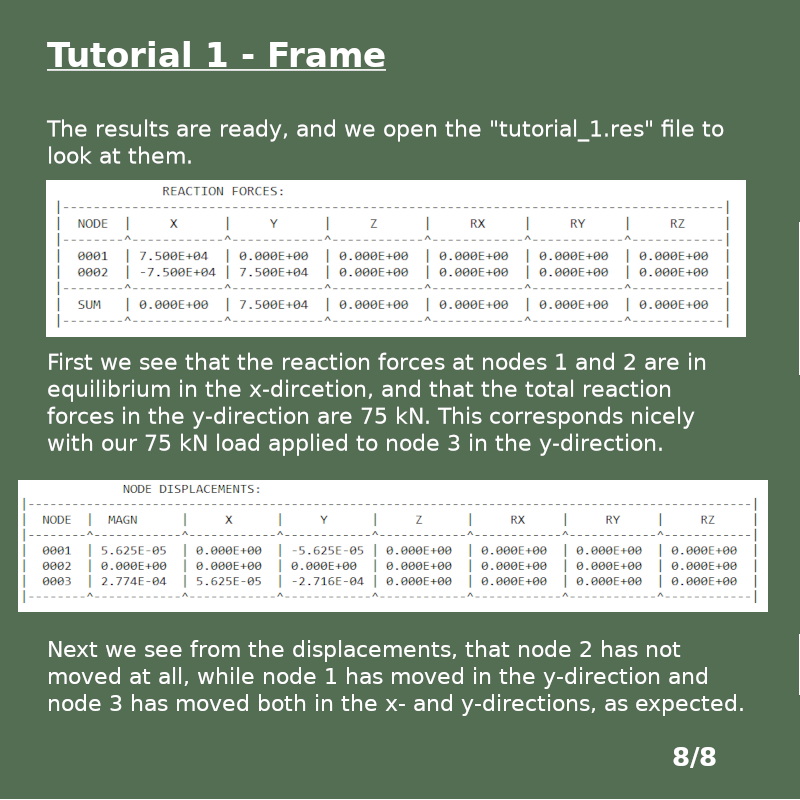 Tutorial 1 - Frame
The results are ready, and we open the "tutorial_1.res" file to
look at them.
REACTION FORCES:
|--------------------------------------------------------------------------------------|
| NODE | X | Y | Z | RX | RY | RZ |
|--------^------------^------------^------------^------------^------------^------------|
| 0001 | 7.500E+04 | 0.000E+00 | 0.000E+00 | 0.000E+00 | 0.000E+00 | 0.000E+00 |
| 0002 | -7.500E+04 | 7.500E+04 | 0.000E+00 | 0.000E+00 | 0.000E+00 | 0.000E+00 |
|--------^------------^------------^------------^------------^------------^------------|
| SUM | 0.000E+00 | 7.500E+04 | 0.000E+00 | 0.000E+00 | 0.000E+00 | 0.000E+00 |
|--------^------------^------------^------------^------------^------------^------------|
First we see that the reaction forces at nodes 1 and 2 are in
equilibrium in the x-dircetion, and that the total reaction
forces in the y-direction are 75 kN. This corresponds nicely
with our 75 kN load applied to node 3 in the y-direction.
NODE DISPLACEMENTS:
|---------------------------------------------------------------------------------------------------|
| NODE | MAGN | X | Y | Z | RX | RY | RZ |
|--------^------------^------------^------------^------------^------------^------------^------------|
| 0001 | 5.625E-05 | 0.000E+00 | -5.625E-05 | 0.000E+00 | 0.000E+00 | 0.000E+00 | 0.000E+00 |
| 0002 | 0.000E+00 | 0.000E+00 | 0.000E+00 | 0.000E+00 | 0.000E+00 | 0.000E+00 | 0.000E+00 |
| 0003 | 2.774E-04 | 5.625E-05 | -2.716E-04 | 0.000E+00 | 0.000E+00 | 0.000E+00 | 0.000E+00 |
|--------^------------^------------^------------^------------^------------^------------^------------|
Next we see from the displacements, that node 2 has not
moved at all, while node 1 has moved in the y-direction and
node 3 has moved both in the x- and y-directions, as expected.
8/8